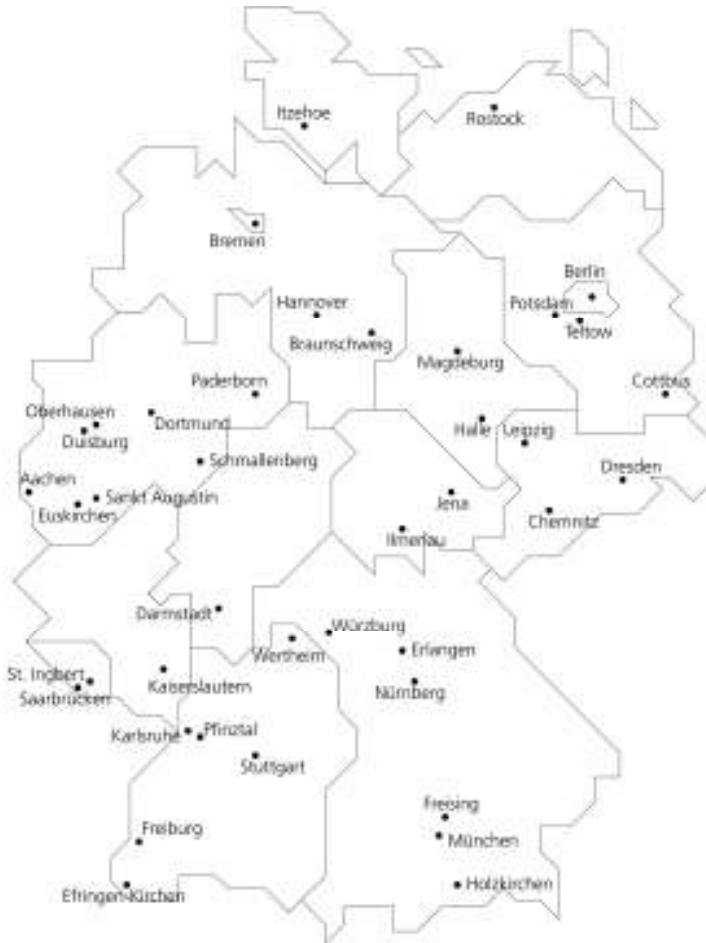 Itzehoe
Rostock
Bremen
Berlin
Hannover
Potsdam
Teltow
Braunschweig
Magdeburg
Paderborn
Cottbus
Oberhausen
Dortmund
Duisburg
Halle
Leipzig
Schmallenberg
Dresden
Aachen
Sankt Augustin
Jena
Euskirchen
Chemnitz
Ilmenau
Darmstadt
Würzburg
Wertheim
Erlangen
St. Ingbert
Kaiserslautern
Nürnberg
Saarbrücken
Karlsruhe
Pfinztal
Stuttgart
Freising
Freiburg
München
Efringen-Kirchen
Holzkirchen